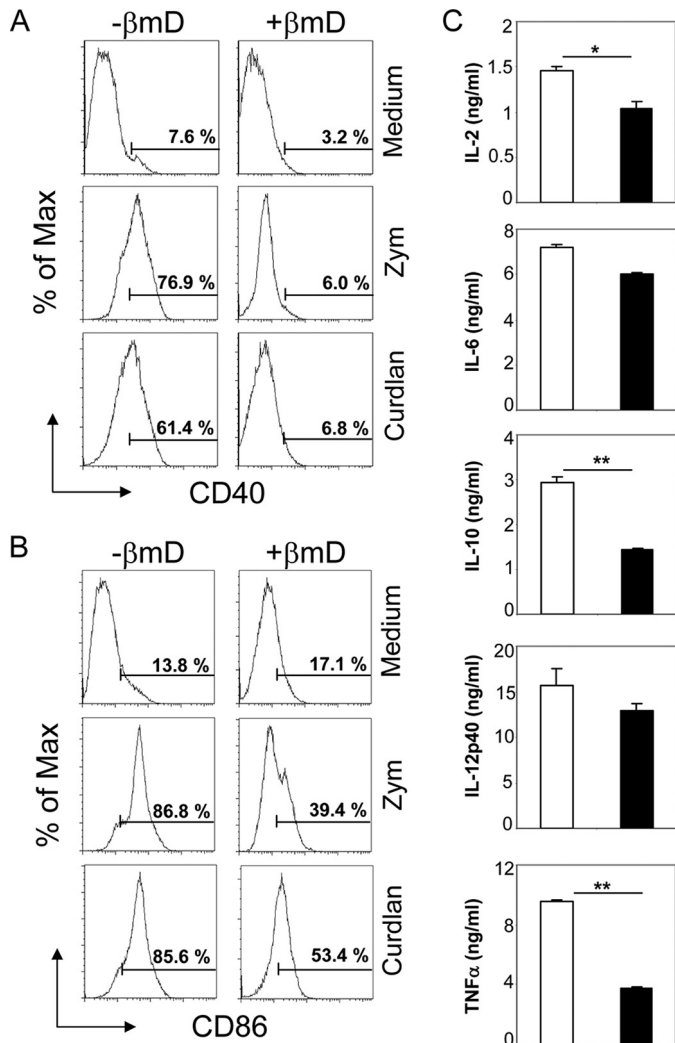 A
-βmD +βmD
7.6 % 3.2 % Medium
76.9 % 6.0 % Zym
61.4 % 6.8 % Curdlan
% of Max
CD40
B
-βmD +βmD
13.8 % 17.1 % Medium
86.8 % 39.4 % Zym
85.6 % 53.4 % Curdlan
% of Max
CD86
C
IL-2 (ng/ml)
2
1.5
1
0.5
0
*
IL-6 (ng/ml)
8
6
4
2
0
IL-10 (ng/ml)
4
3
2
1
0
**
IL-12p40 (ng/ml)
20
15
10
5
0
TNFα (ng/ml)
12
8
4
0
**